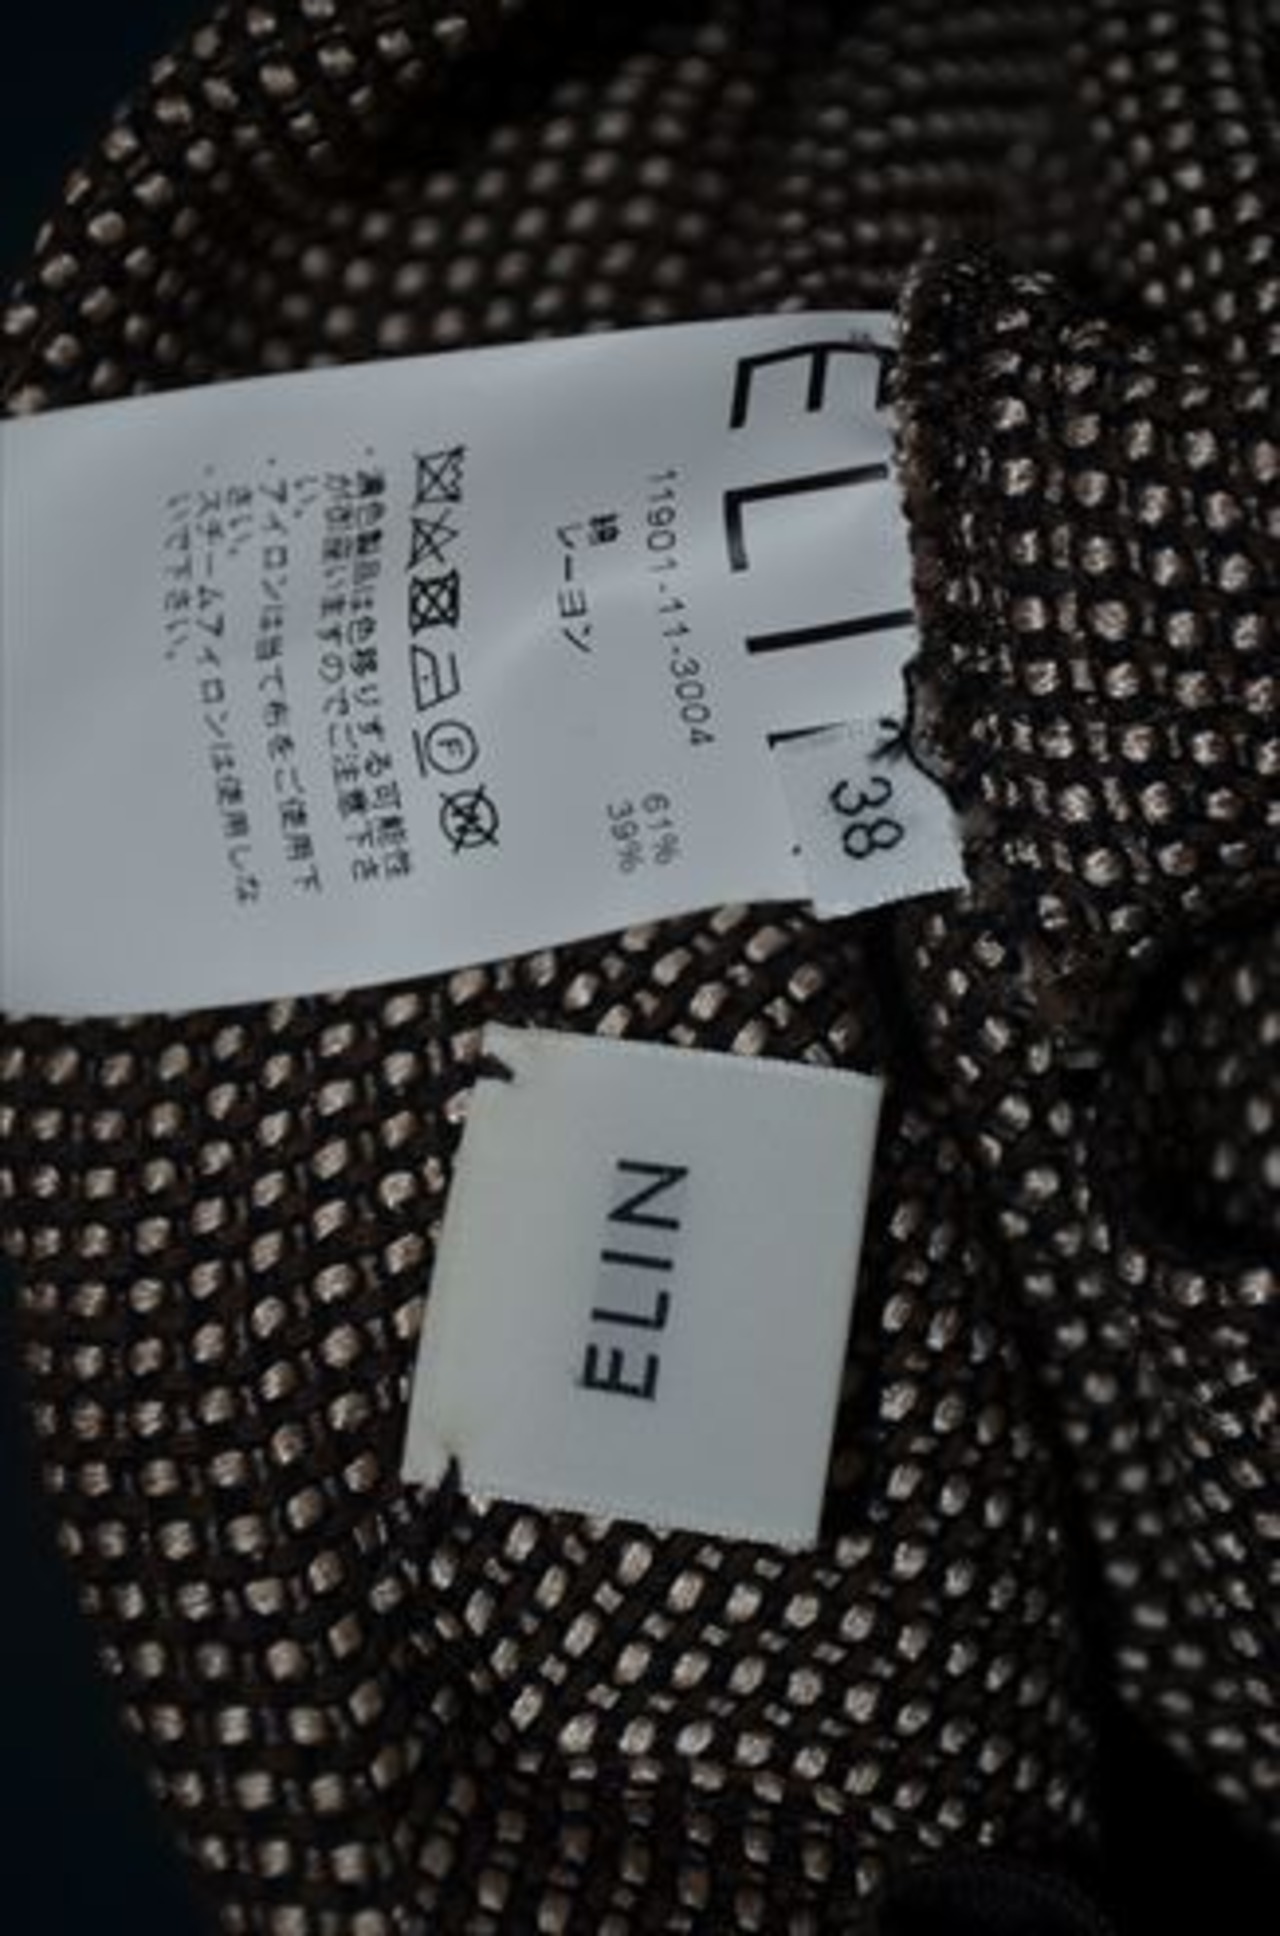 ELI
38
11901-11-3004
綿 61%
レーヨン 39%
F
・濃色製品は色移りする可能性
が御座いますのでご注意下さ
い。
・アイロンは当て布をご使用下
さい。
・スチームアイロンは使用しな
いで下さい。
ELIN